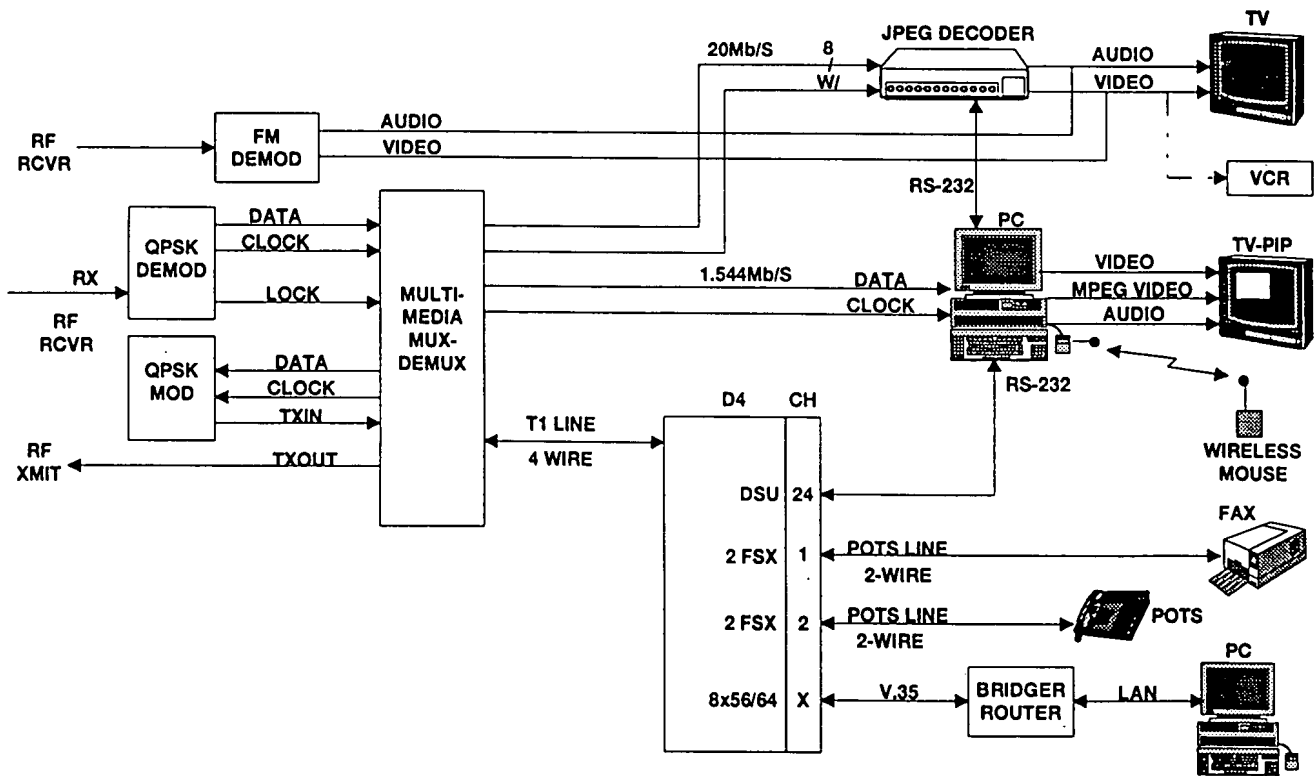 TV
JPEG DECODER
20Mb/S
8
W/
AUDIO
VIDEO
RF
RCVR
FM
DEMOD
AUDIO
VIDEO
RS-232
VCR
PC
QPSK
DEMOD
DATA
CLOCK
LOCK
RX
RF
RCVR
MULTI-
MEDIA
MUX-
DEMUX
1.544Mb/S
DATA
CLOCK
VIDEO
MPEG VIDEO
AUDIO
TV-PIP
QPSK
MOD
DATA
CLOCK
TXIN
RF
XMIT
TXOUT
T1 LINE
4 WIRE
D4
CH
RS-232
WIRELESS
MOUSE
DSU
24
2 FSX
1
POTS LINE
2-WIRE
FAX
2 FSX
2
POTS LINE
2-WIRE
POTS
8x56/64
X
V.35
BRIDGER
ROUTER
LAN
PC